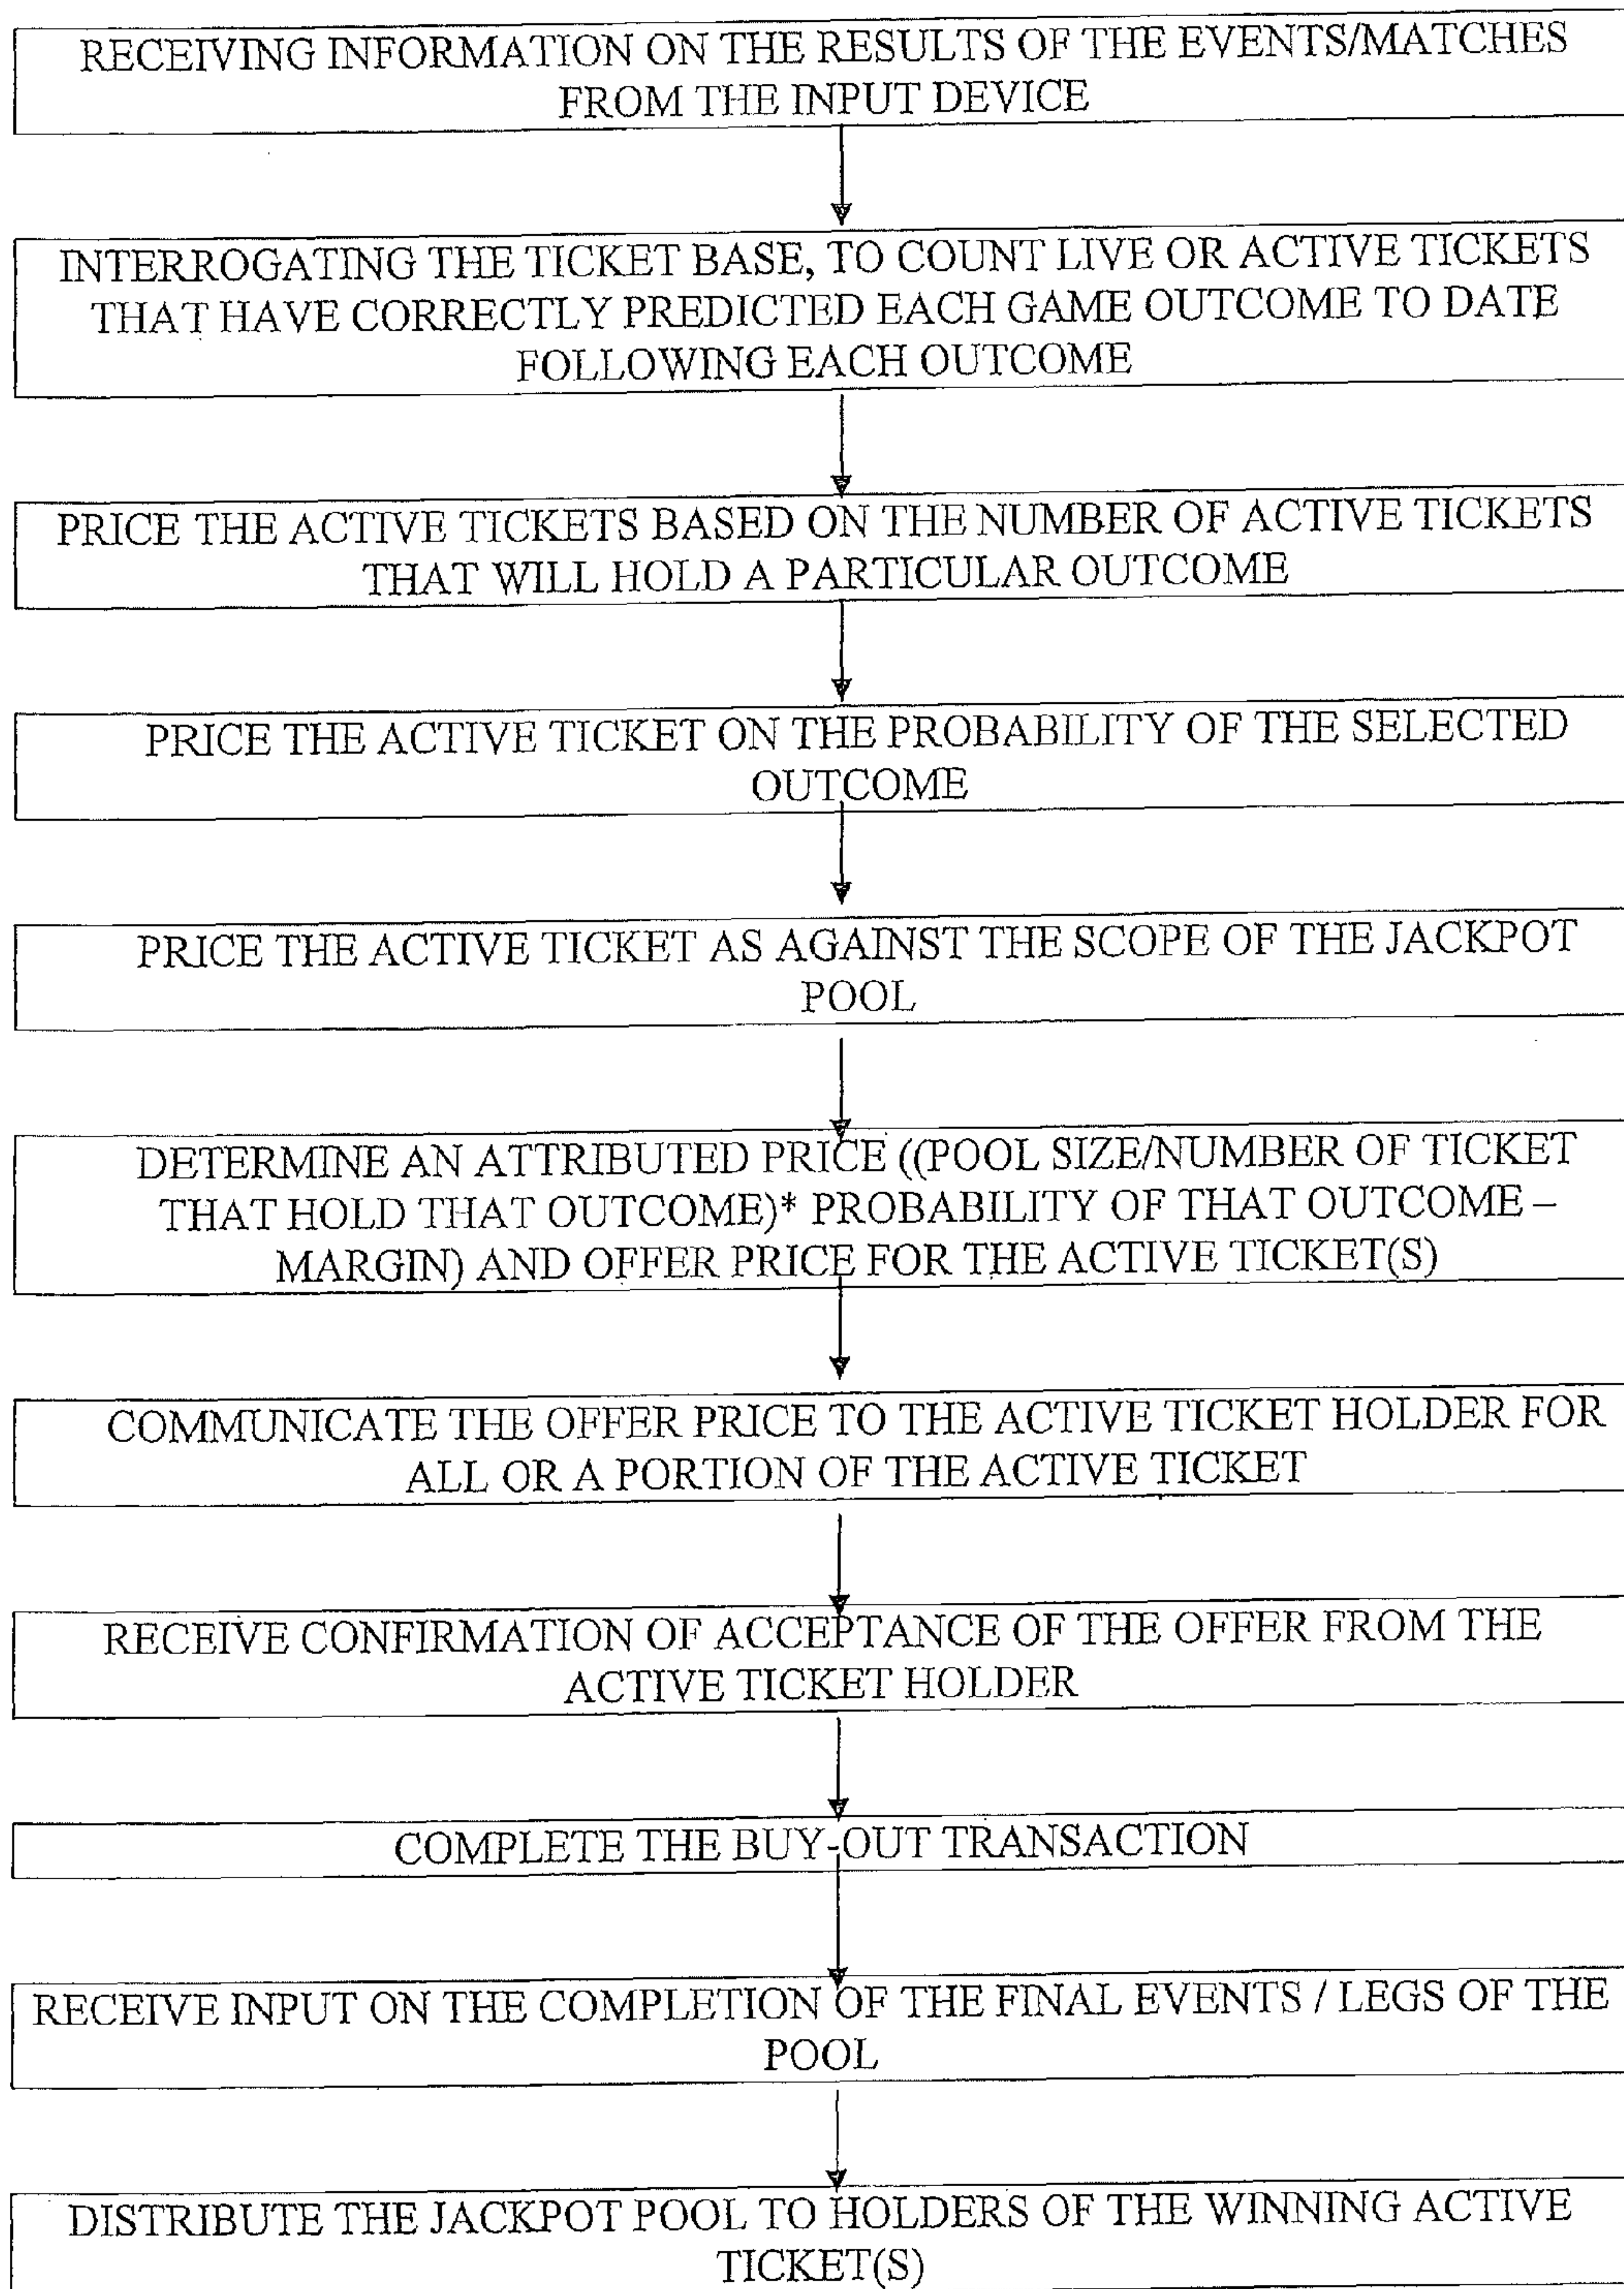 RECEIVING INFORMATION ON THE RESULTS OF THE EVENTS/MATCHES
FROM THE INPUT DEVICE
INTERROGATING THE TICKET BASE, TO COUNT LIVE OR ACTIVE TICKETS
THAT HAVE CORRECTLY PREDICTED EACH GAME OUTCOME TO DATE
FOLLOWING EACH OUTCOME
PRICE THE ACTIVE TICKETS BASED ON THE NUMBER OF ACTIVE TICKETS
THAT WILL HOLD A PARTICULAR OUTCOME
PRICE THE ACTIVE TICKET ON THE PROBABILITY OF THE SELECTED
OUTCOME
PRICE THE ACTIVE TICKET AS AGAINST THE SCOPE OF THE JACKPOT
POOL
DETERMINE AN ATTRIBUTED PRICE ((POOL SIZE/NUMBER OF TICKET
THAT HOLD THAT OUTCOME)* PROBABILITY OF THAT OUTCOME –
MARGIN) AND OFFER PRICE FOR THE ACTIVE TICKET(S)
COMMUNICATE THE OFFER PRICE TO THE ACTIVE TICKET HOLDER FOR
ALL OR A PORTION OF THE ACTIVE TICKET
RECEIVE CONFIRMATION OF ACCEPTANCE OF THE OFFER FROM THE
ACTIVE TICKET HOLDER
COMPLETE THE BUY-OUT TRANSACTION
RECEIVE INPUT ON THE COMPLETION OF THE FINAL EVENTS / LEGS OF THE
POOL
DISTRIBUTE THE JACKPOT POOL TO HOLDERS OF THE WINNING ACTIVE
TICKET(S)